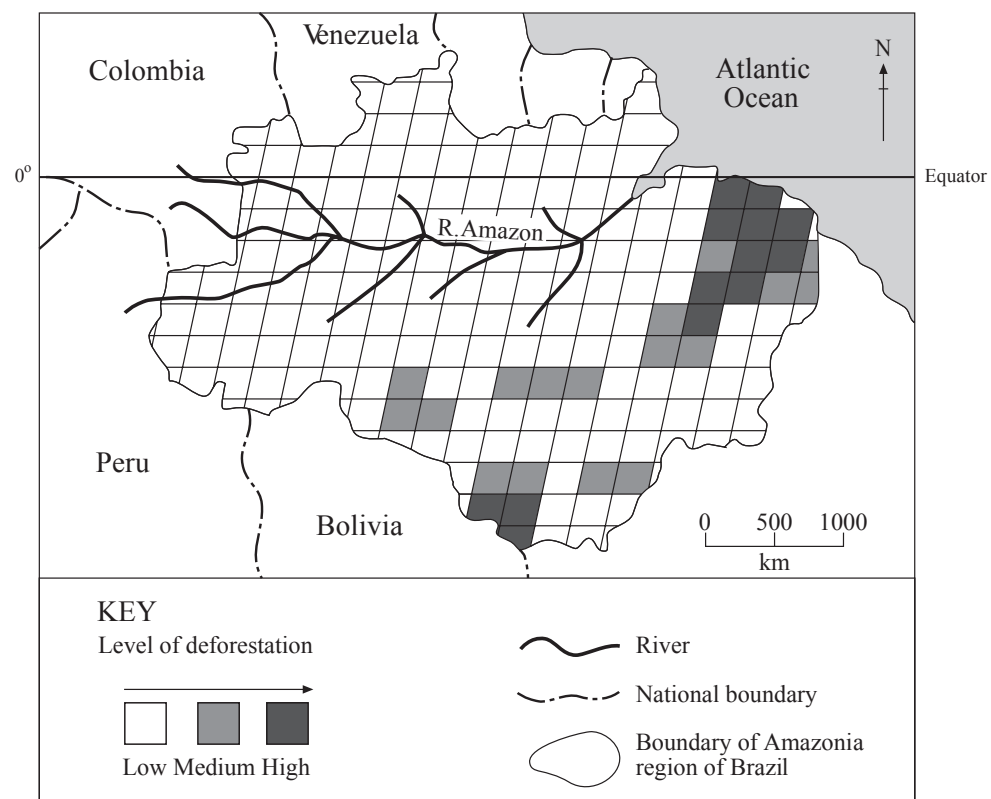 Venezuela
Colombia
Atlantic
Ocean
N
0º
Equator
R.Amazon
Peru
Bolivia
0 500 1000
km
KEY
Level of deforestation
Low Medium High
River
National boundary
Boundary of Amazonia
region of Brazil